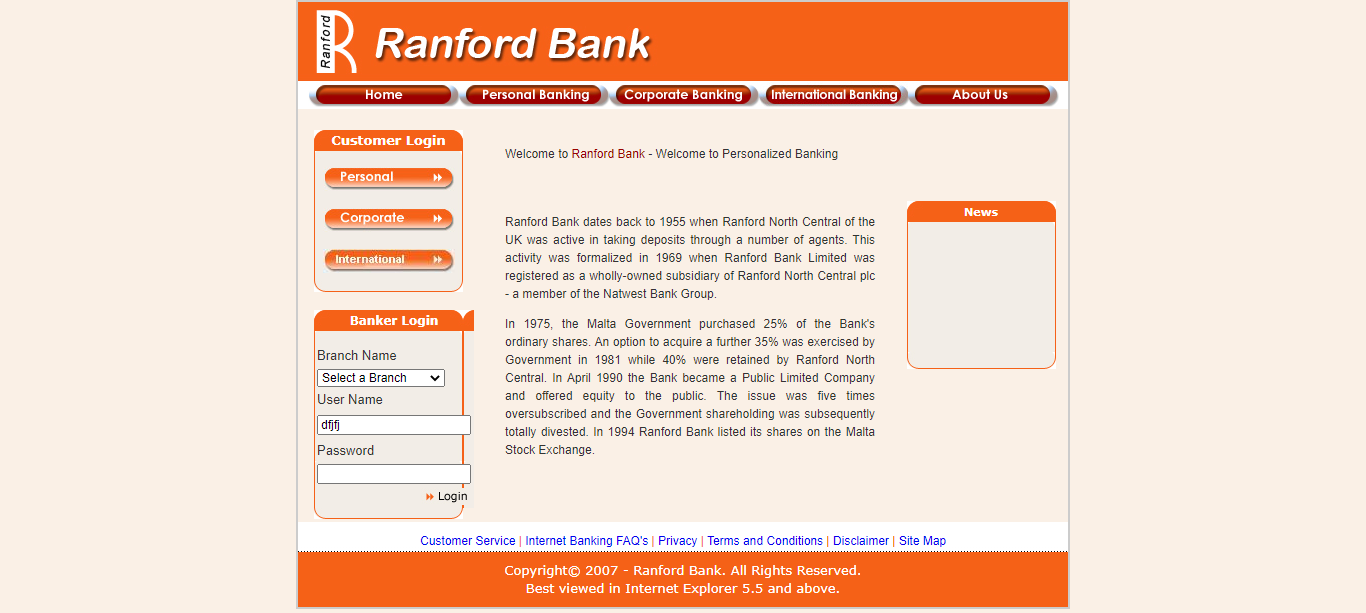 Ranford
Ranford Bank
Home
Personal Banking
Corporate Banking
International Banking
About Us
Customer Login
Personal
Corporate
International
Banker Login
Branch Name
Select a Branch
User Name
dfjfj
Password
Login
Welcome to Ranford Bank - Welcome to Personalized Banking
Ranford Bank dates back to 1955 when Ranford North Central of the
UK was active in taking deposits through a number of agents. This
activity was formalized in 1969 when Ranford Bank Limited was
registered as a wholly-owned subsidiary of Ranford North Central plc
- a member of the Natwest Bank Group.
In 1975, the Malta Government purchased 25% of the Bank's
ordinary shares. An option to acquire a further 35% was exercised by
Government in 1981 while 40% were retained by Ranford North
Central. In April 1990 the Bank became a Public Limited Company
and offered equity to the public. The issue was five times
oversubscribed and the Government shareholding was subsequently
totally divested. In 1994 Ranford Bank listed its shares on the Malta
Stock Exchange.
News
Customer Service | Internet Banking FAQ's | Privacy | Terms and Conditions | Disclaimer | Site Map
Copyright© 2007 - Ranford Bank. All Rights Reserved.
Best viewed in Internet Explorer 5.5 and above.